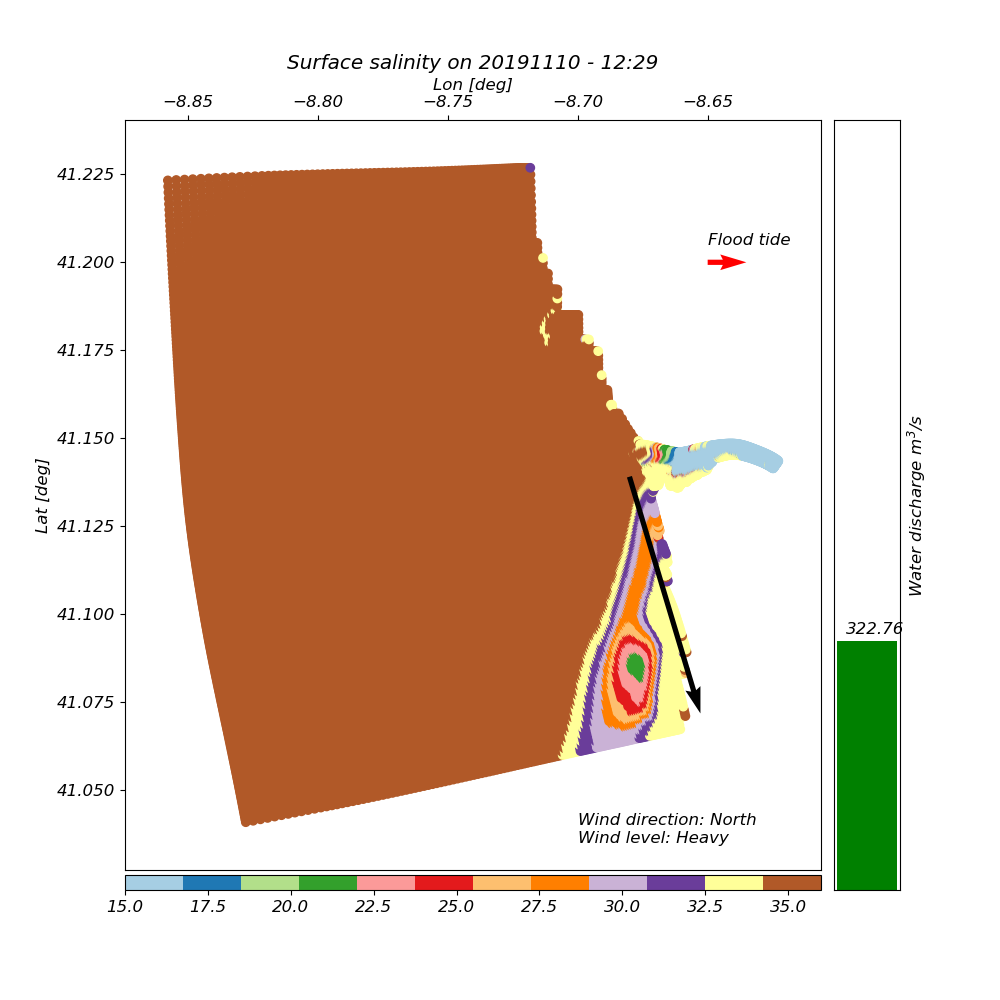 Surface salinity on 20191110 - 12:29
Lon [deg]
−8.85 −8.80 −8.75 −8.70 −8.65
41.225
41.200
41.175
41.150
41.125
41.100
41.075
41.050
Lat [deg]
Flood tide
Wind direction: North
Wind level: Heavy
15.0 17.5 20.0 22.5 25.0 27.5 30.0 32.5 35.0
322.76
Water discharge m³/s